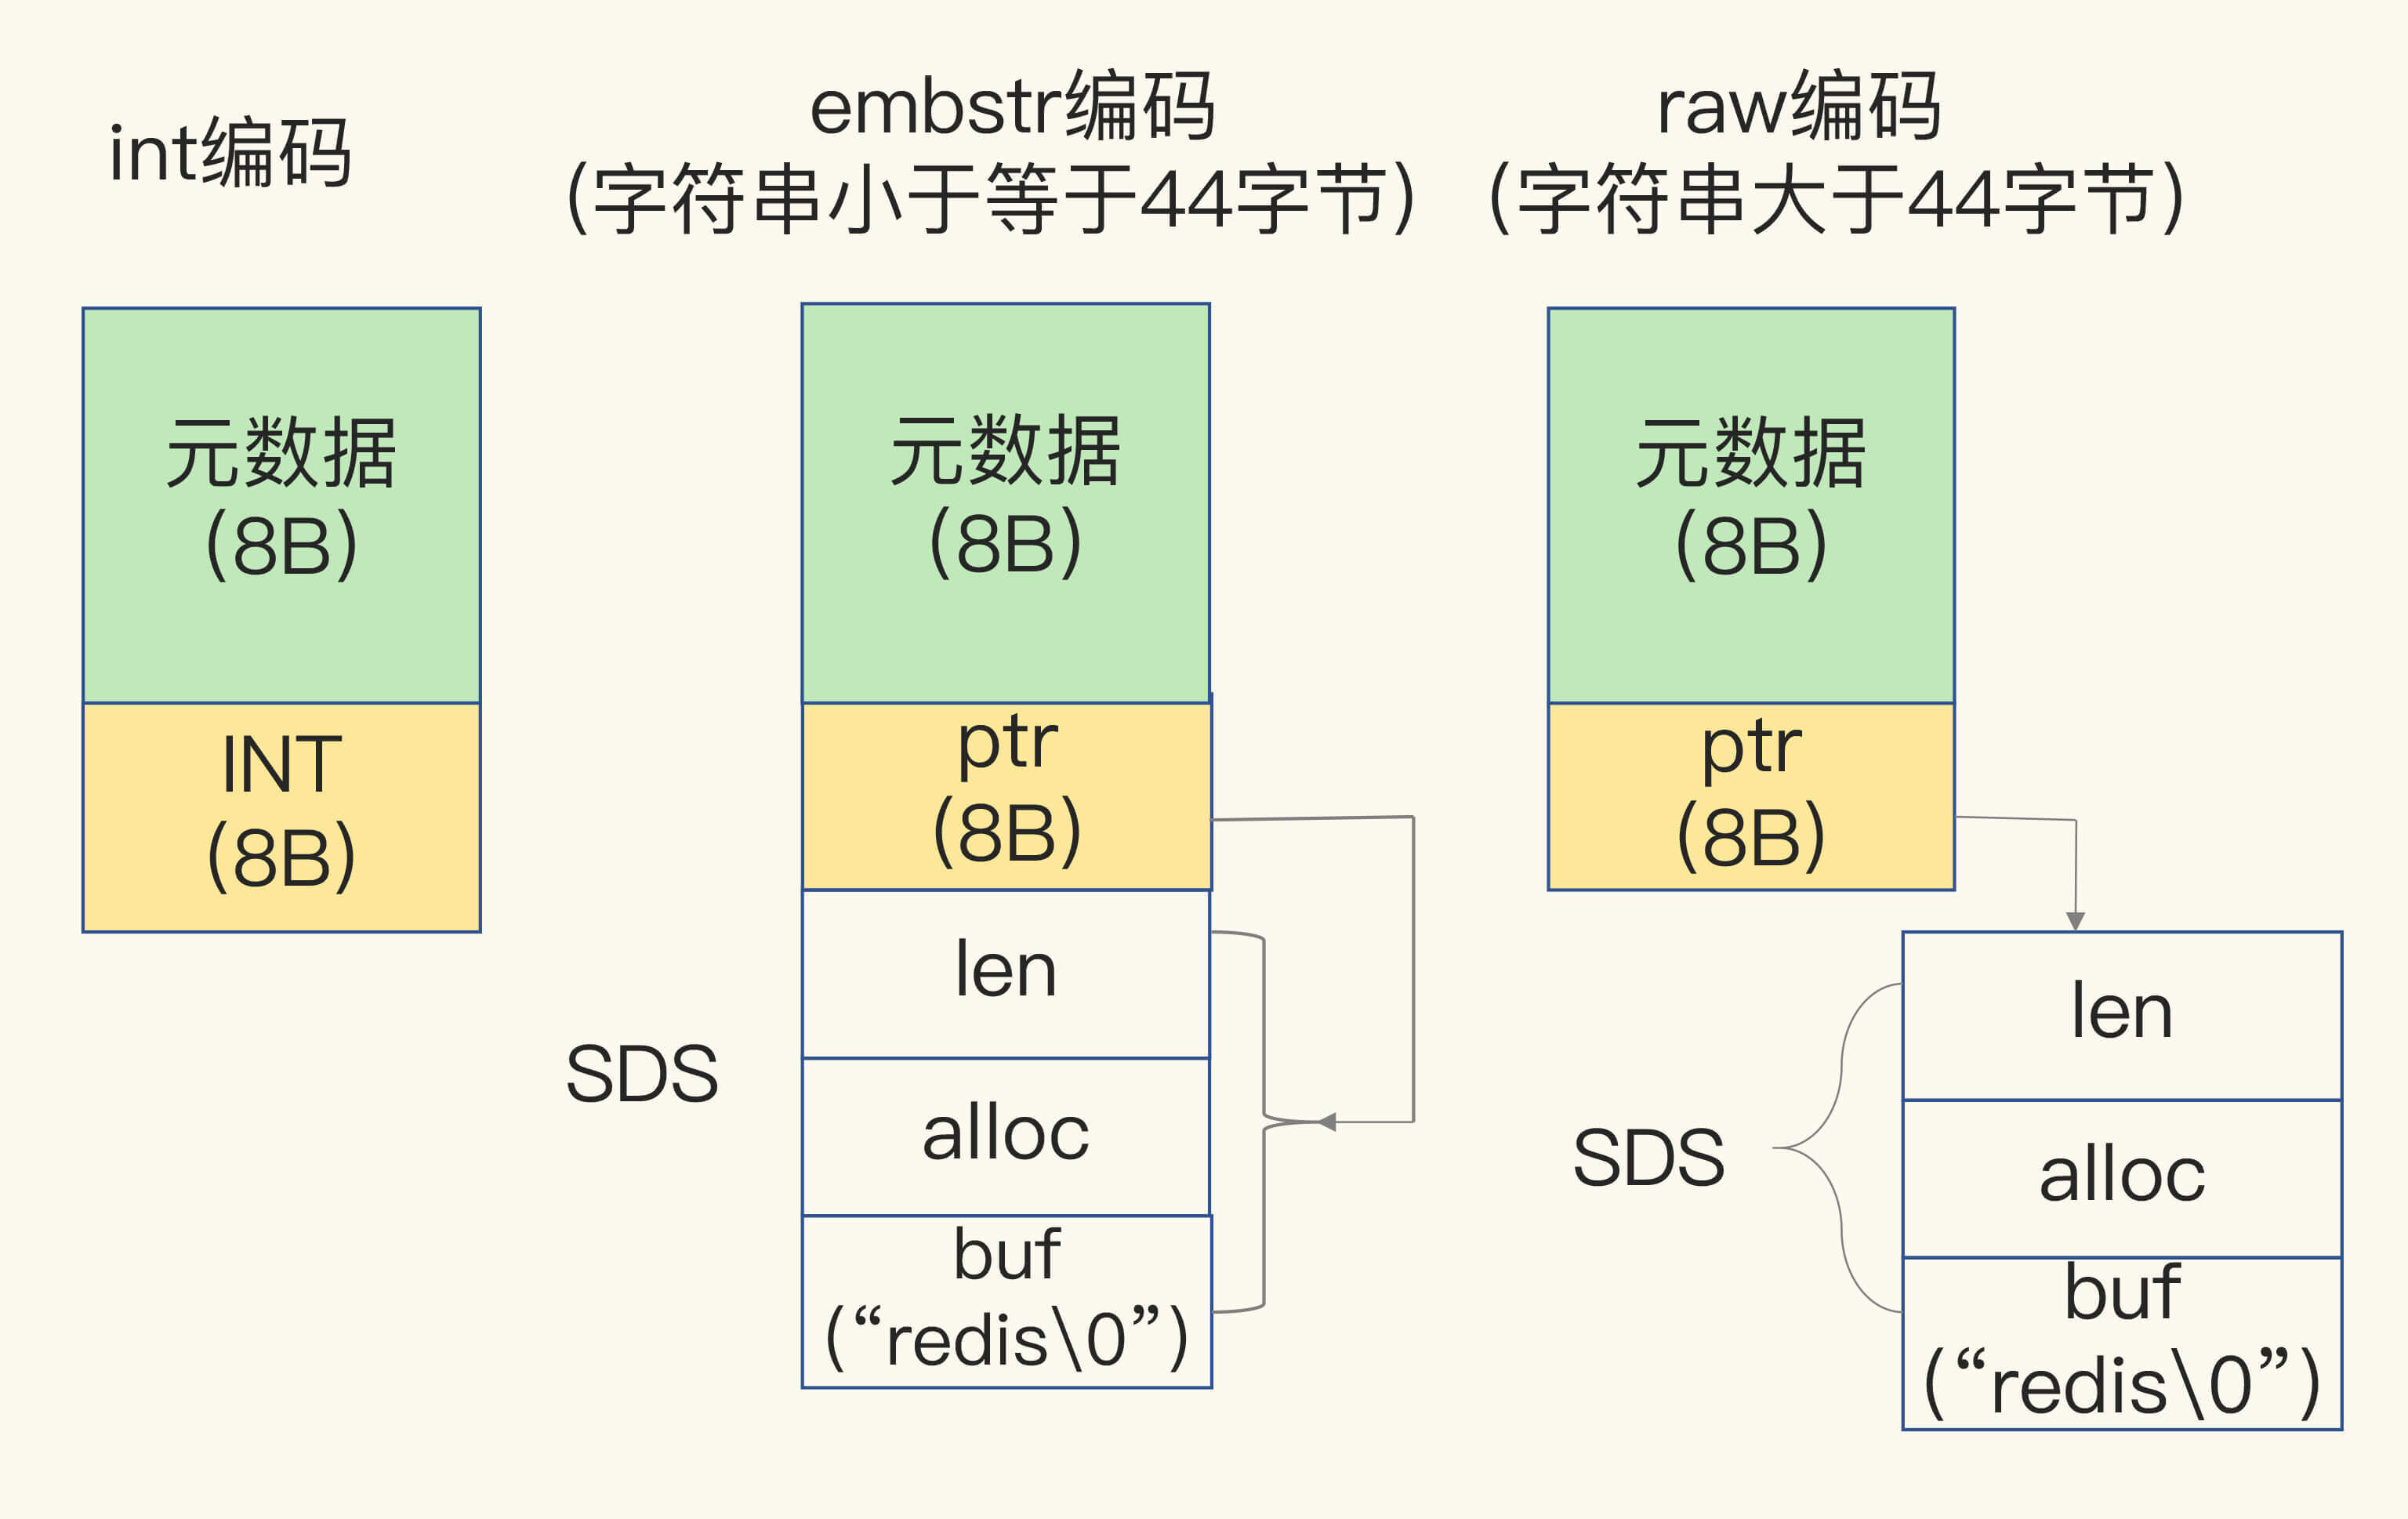 int编码
embstr编码
(字符串小于等于44字节)
raw编码
(字符串大于44字节)
元数据
(8B)
INT
(8B)
元数据
(8B)
ptr
(8B)
len
SDS
alloc
buf
(“redis\0”)
元数据
(8B)
ptr
(8B)
len
SDS
alloc
buf
(“redis\0”)